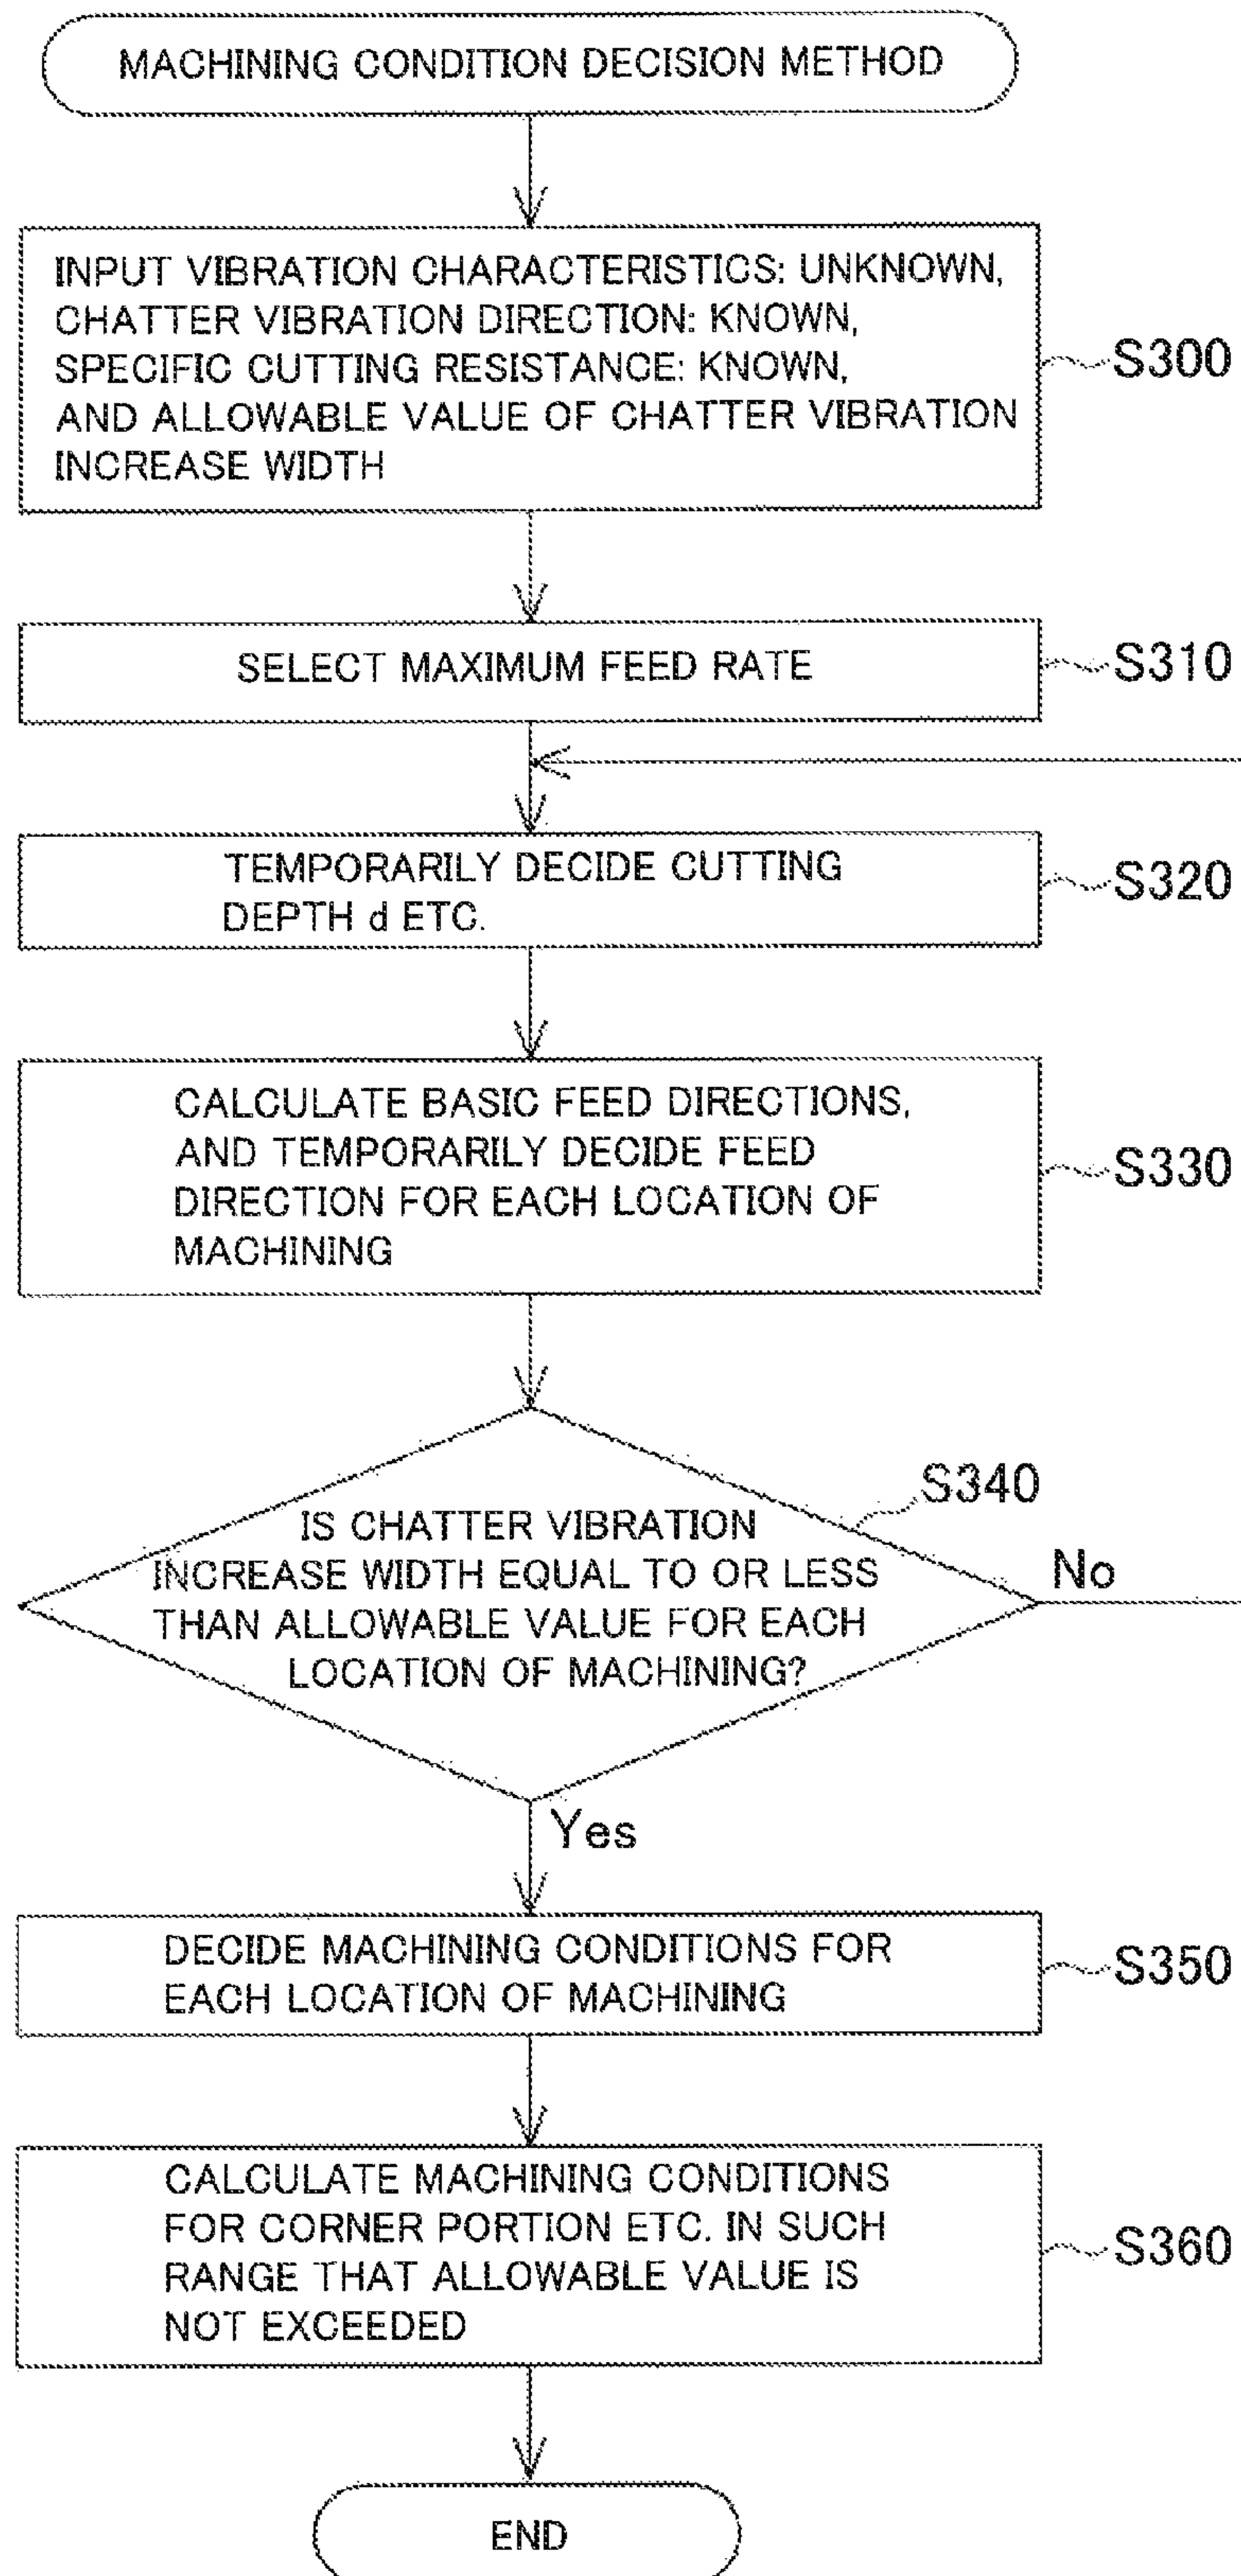 MACHINING CONDITION DECISION METHOD
INPUT VIBRATION CHARACTERISTICS: UNKNOWN,
CHATTER VIBRATION DIRECTION: KNOWN,
SPECIFIC CUTTING RESISTANCE: KNOWN,
AND ALLOWABLE VALUE OF CHATTER VIBRATION
INCREASE WIDTH
S300
SELECT MAXIMUM FEED RATE
S310
TEMPORARILY DECIDE CUTTING
DEPTH d ETC.
S320
CALCULATE BASIC FEED DIRECTIONS,
AND TEMPORARILY DECIDE FEED
DIRECTION FOR EACH LOCATION OF
MACHINING
S330
S340
IS CHATTER VIBRATION
INCREASE WIDTH EQUAL TO OR LESS
THAN ALLOWABLE VALUE FOR EACH
LOCATION OF MACHINING?
No
Yes
DECIDE MACHINING CONDITIONS FOR
EACH LOCATION OF MACHINING
S350
CALCULATE MACHINING CONDITIONS
FOR CORNER PORTION ETC. IN SUCH
RANGE THAT ALLOWABLE VALUE IS
NOT EXCEEDED
S360
END